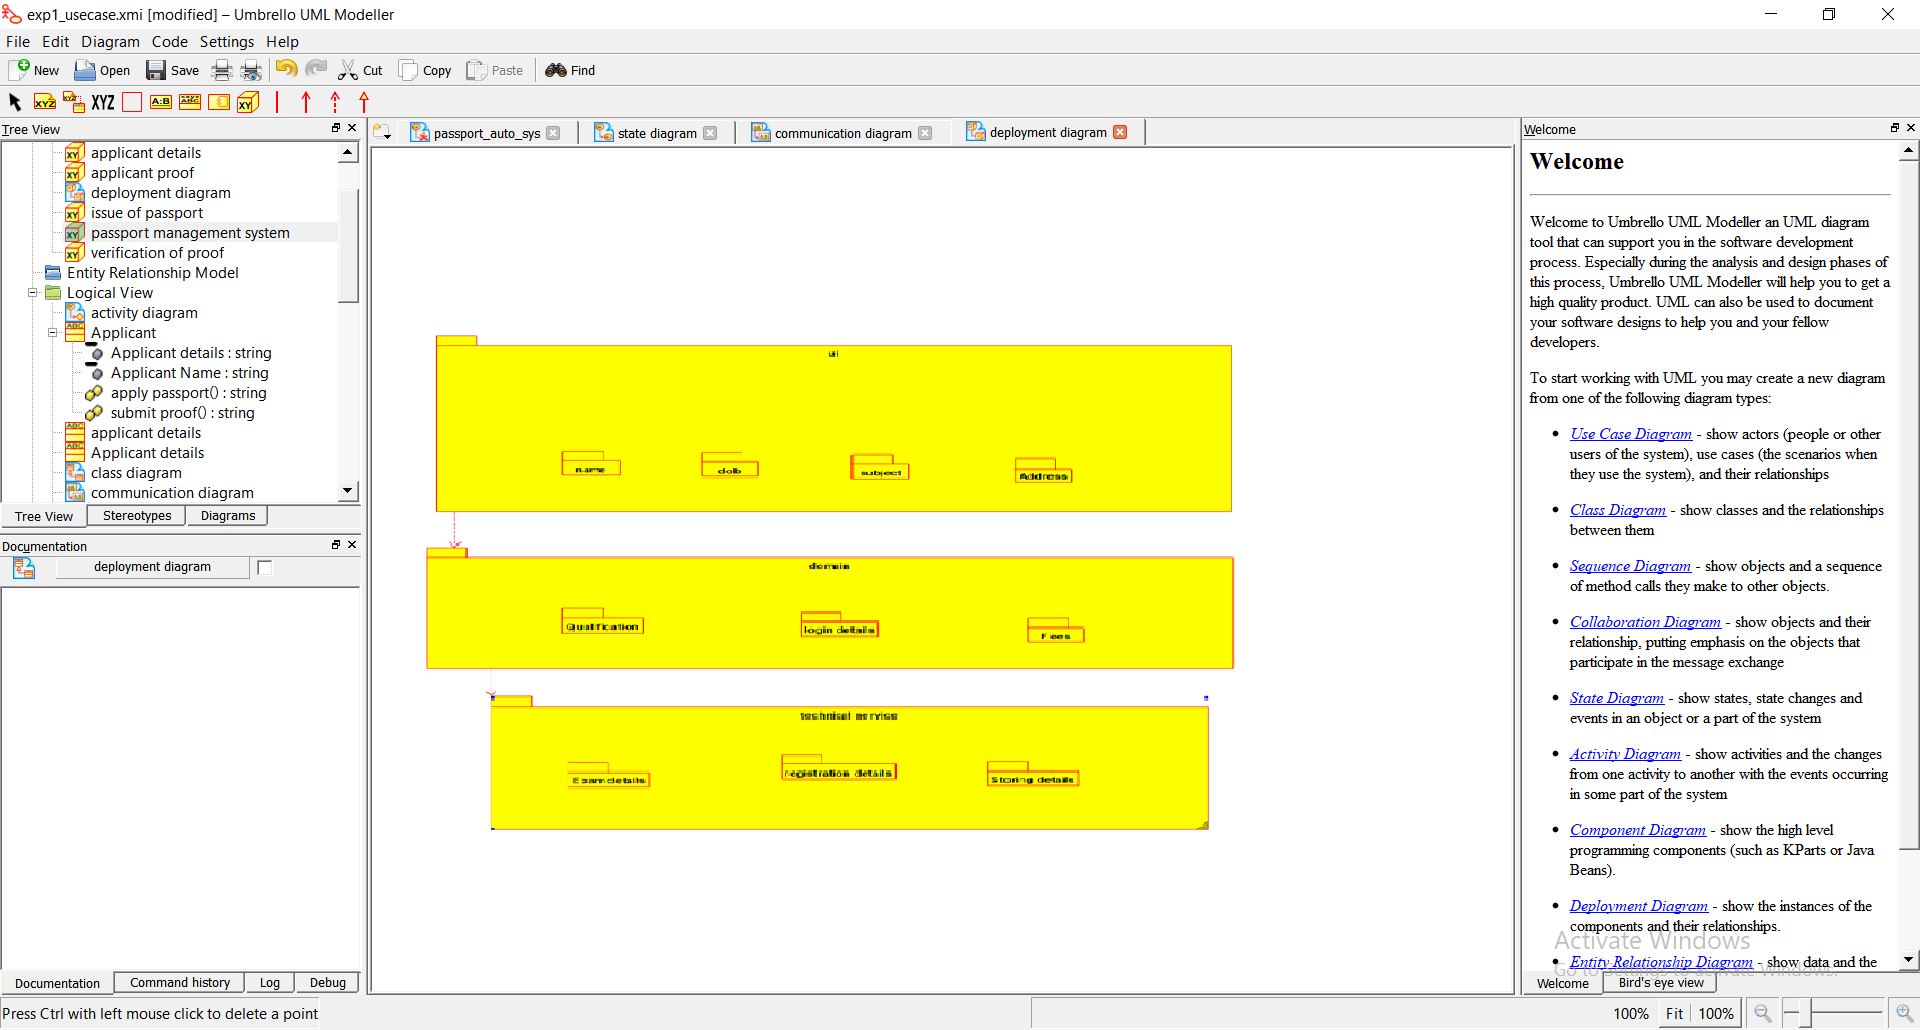 exp1_usecase.xmi [modified] – Umbrello UML Modeller
File Edit Diagram Code Settings Help
New Open Save Cut Copy Paste Find
XYZ XYZ XYZ A:B ABC XY
Tree View
passport_auto_sys state diagram communication diagram deployment diagram
applicant details
applicant proof
deployment diagram
issue of passport
passport management system
verification of proof
Entity Relationship Model
Logical View
activity diagram
Applicant
Applicant details : string
Applicant Name : string
apply passport() : string
submit proof() : string
applicant details
Applicant details
class diagram
communication diagram
Tree View Stereotypes Diagrams
Documentation
deployment diagram
Documentation Command history Log Debug
Press Ctrl with left mouse click to delete a point
UI
name dob subject Address
domain
Qualification login details Fees
technical service
Exam details registration details Storing details
Welcome
Welcome
Welcome to Umbrello UML Modeller an UML diagram
tool that can support you in the software development
process. Especially during the analysis and design phases of
this process, Umbrello UML Modeller will help you to get a
high quality product. UML can also be used to document
your software designs to help you and your fellow
developers.
To start working with UML you may create a new diagram
from one of the following diagram types:
• Use Case Diagram - show actors (people or other
users of the system), use cases (the scenarios when
they use the system), and their relationships
• Class Diagram - show classes and the relationships
between them
• Sequence Diagram - show objects and a sequence
of method calls they make to other objects.
• Collaboration Diagram - show objects and their
relationship, putting emphasis on the objects that
participate in the message exchange
• State Diagram - show states, state changes and
events in an object or a part of the system
• Activity Diagram - show activities and the changes
from one activity to another with the events occurring
in some part of the system
• Component Diagram - show the high level
programming components (such as KParts or Java
Beans).
• Deployment Diagram - show the instances of the
components and their relationships.
• Entity Relationship Diagram - show data and the
Activate Windows
Go to Settings to activate Windows.
Welcome Bird's eye view
100% Fit 100%